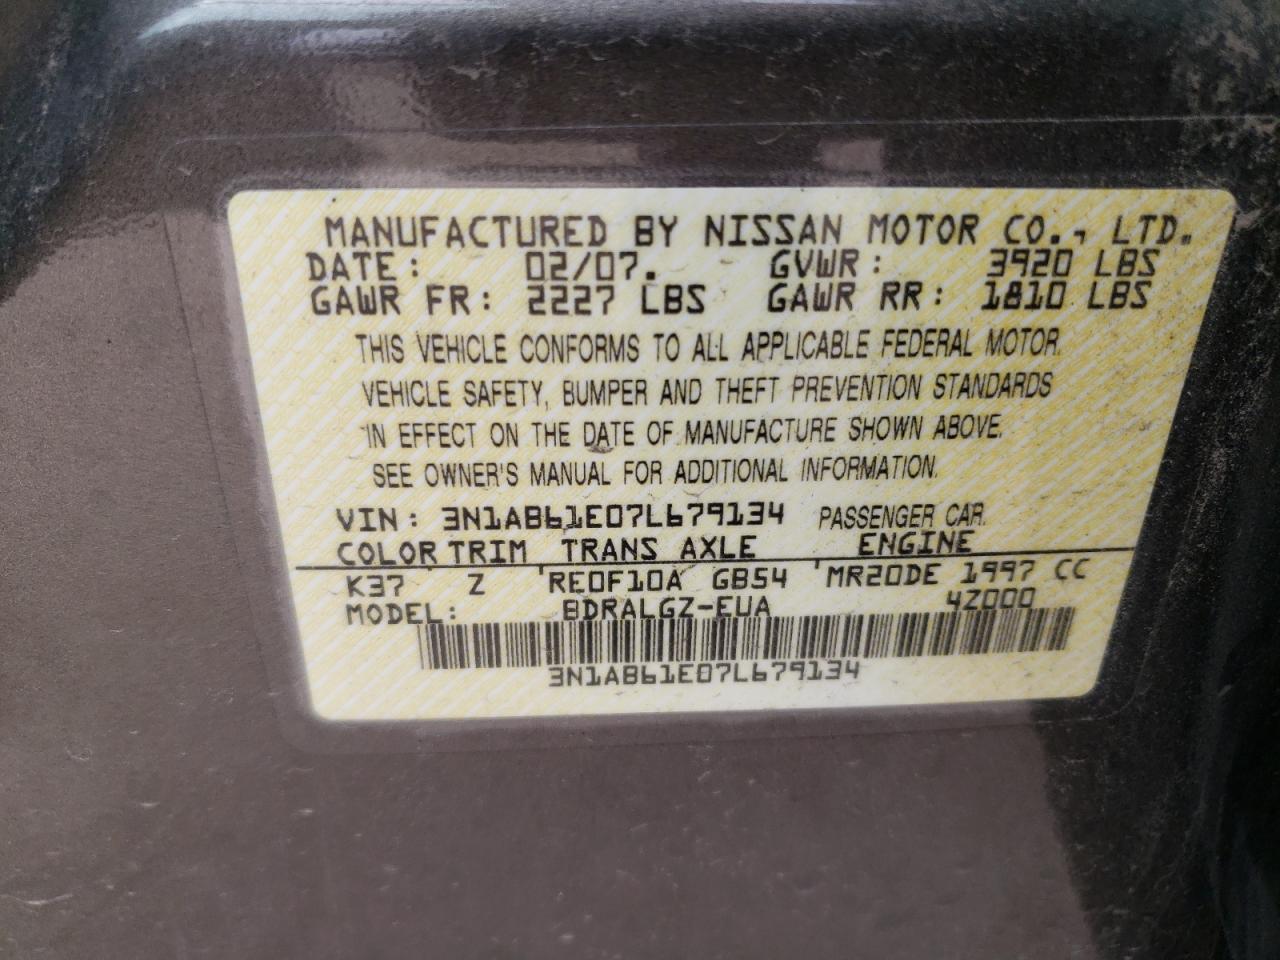 MANUFACTURED BY NISSAN MOTOR CO., LTD.
DATE: 02/07. GVWR: 3920 LBS
GAWR FR: 2227 LBS GAWR RR: 1810 LBS
THIS VEHICLE CONFORMS TO ALL APPLICABLE FEDERAL MOTOR
VEHICLE SAFETY, BUMPER AND THEFT PREVENTION STANDARDS
IN EFFECT ON THE DATE OF MANUFACTURE SHOWN ABOVE.
SEE OWNER'S MANUAL FOR ADDITIONAL INFORMATION.
VIN: 3N1AB61E07L679134 PASSENGER CAR
COLOR TRIM TRANS AXLE ENGINE
K37 Z RE0F10A GB54 MR20DE 1997 CC
MODEL: BDRALGZ-EUA 4Z000
3N1AB61E07L679134